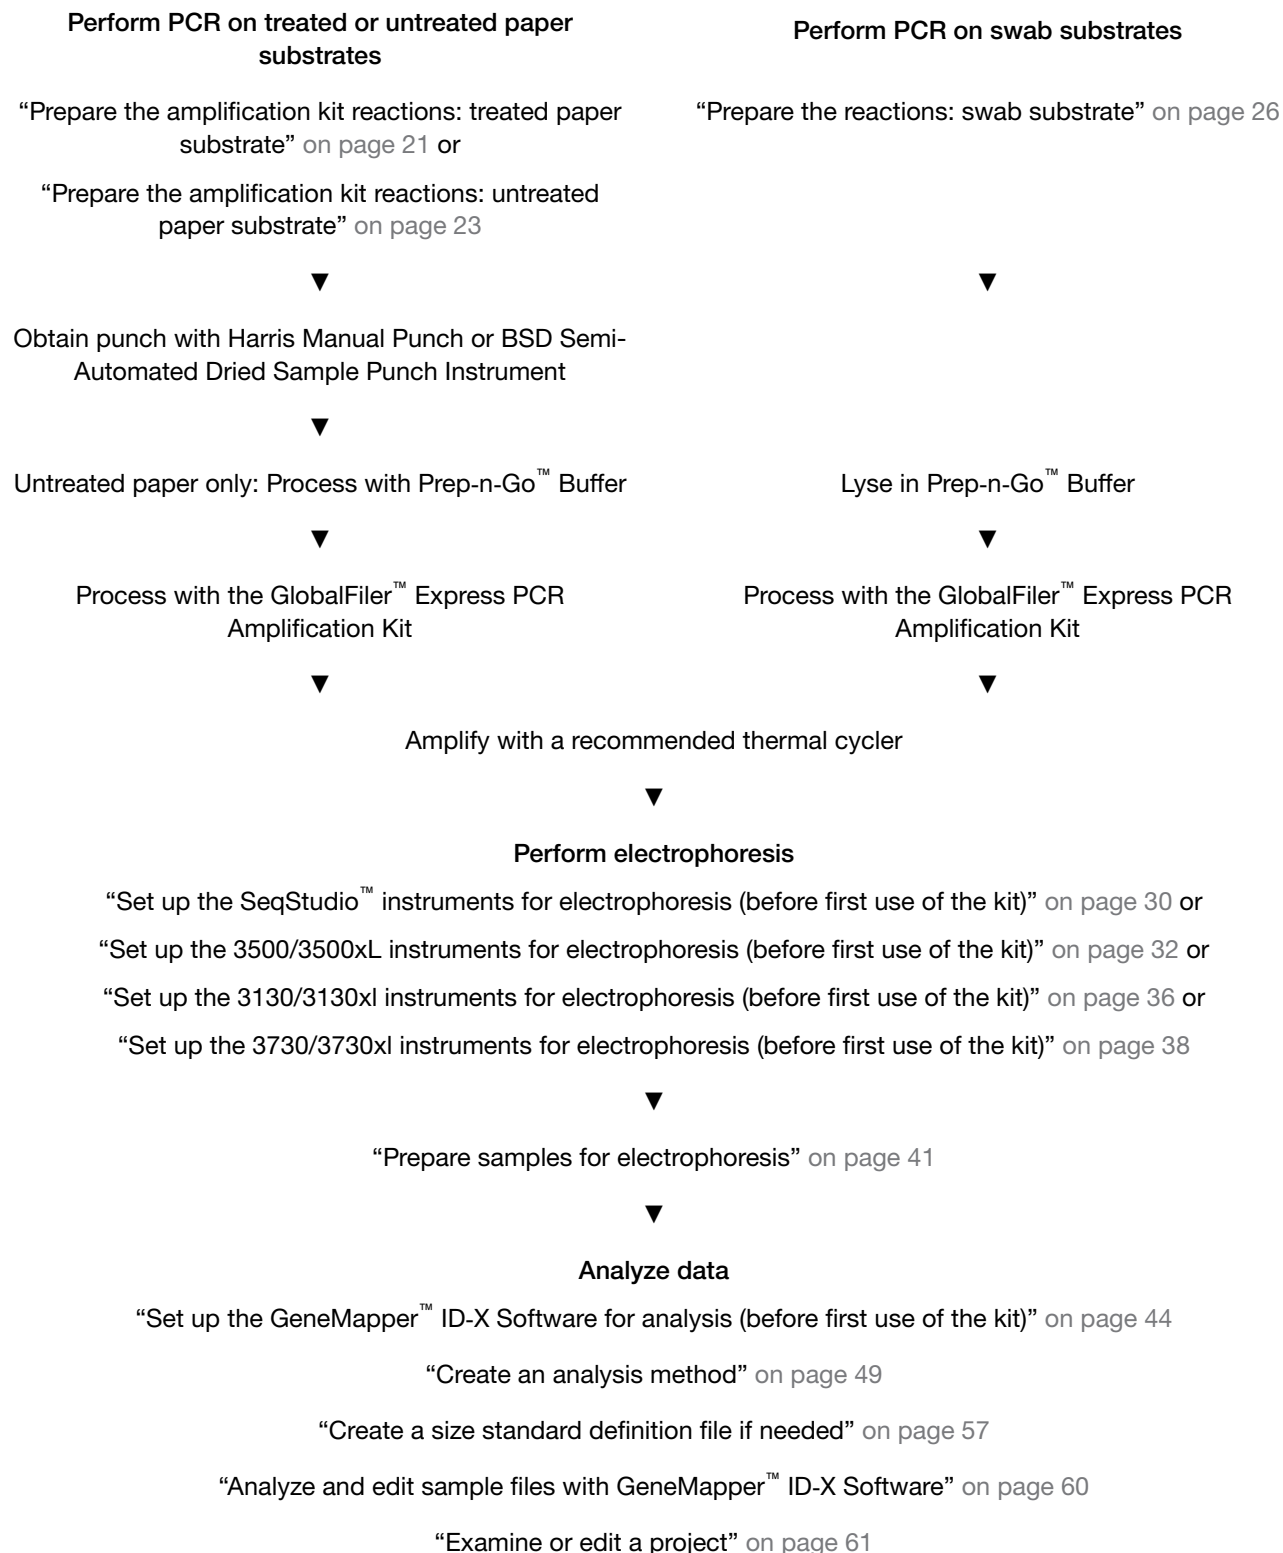 Perform PCR on treated or untreated paper
substrates
“Prepare the amplification kit reactions: treated paper
substrate” on page 21 or
“Prepare the amplification kit reactions: untreated
paper substrate” on page 23
Obtain punch with Harris Manual Punch or BSD Semi-
Automated Dried Sample Punch Instrument
Untreated paper only: Process with Prep-n-Go™ Buffer
Process with the GlobalFiler™ Express PCR
Amplification Kit
Perform PCR on swab substrates
“Prepare the reactions: swab substrate” on page 26
Lyse in Prep-n-Go™ Buffer
Process with the GlobalFiler™ Express PCR
Amplification Kit
Amplify with a recommended thermal cycler
Perform electrophoresis
“Set up the SeqStudio™ instruments for electrophoresis (before first use of the kit)” on page 30 or
“Set up the 3500/3500xL instruments for electrophoresis (before first use of the kit)” on page 32 or
“Set up the 3130/3130xl instruments for electrophoresis (before first use of the kit)” on page 36 or
“Set up the 3730/3730xl instruments for electrophoresis (before first use of the kit)” on page 38
“Prepare samples for electrophoresis” on page 41
Analyze data
“Set up the GeneMapper™ ID-X Software for analysis (before first use of the kit)” on page 44
“Create an analysis method” on page 49
“Create a size standard definition file if needed” on page 57
“Analyze and edit sample files with GeneMapper™ ID-X Software” on page 60
“Examine or edit a project” on page 61